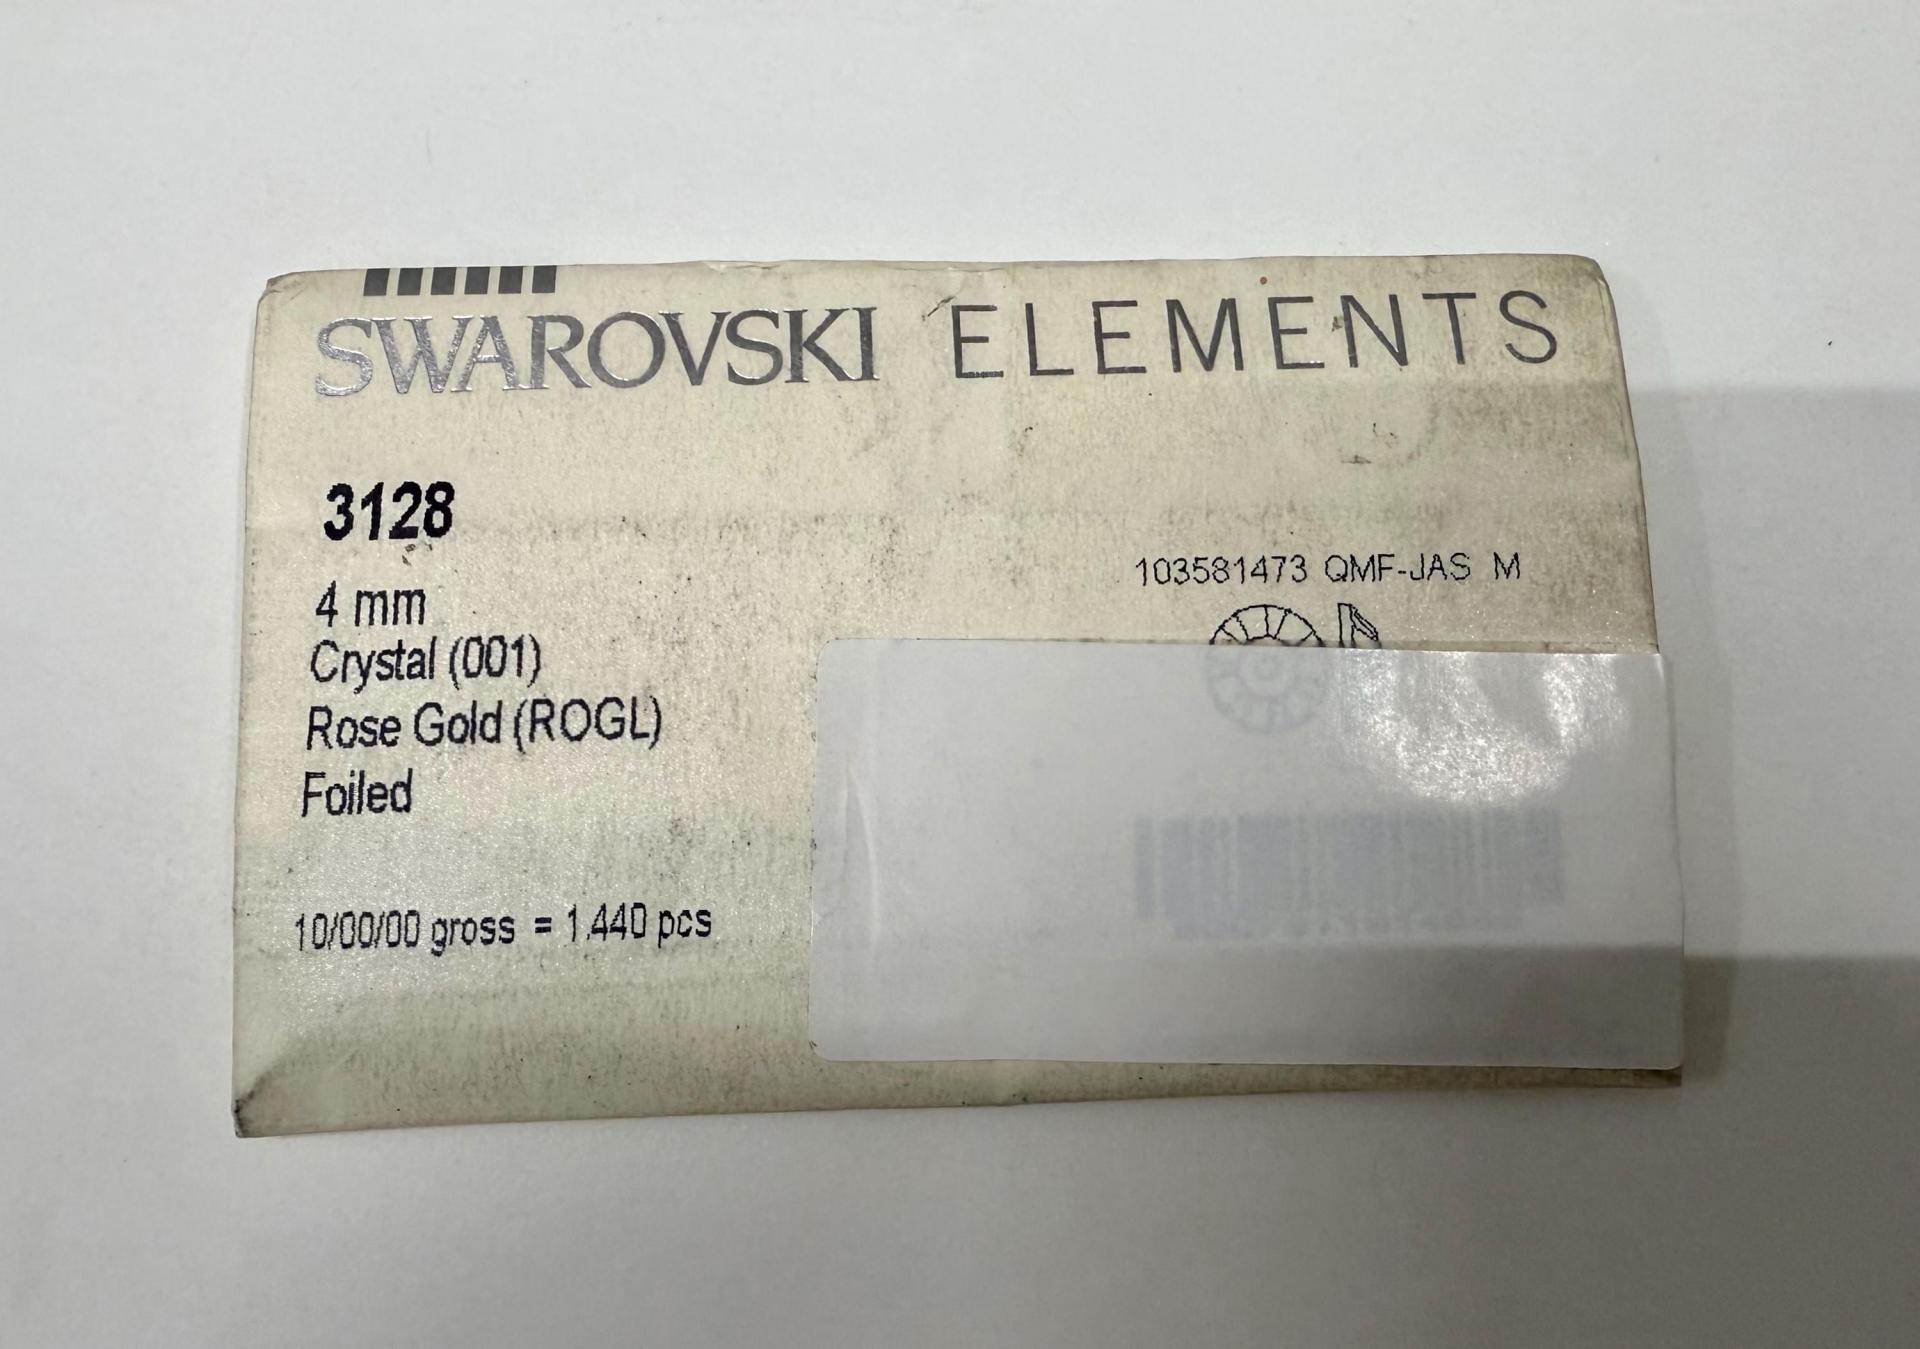 SWAROVSKI ELEMENTS
3128
4 mm
Crystal (001)
Rose Gold (ROGL)
Foiled
10/00/00 gross = 1.440 pcs
103581473 QMF-JAS M